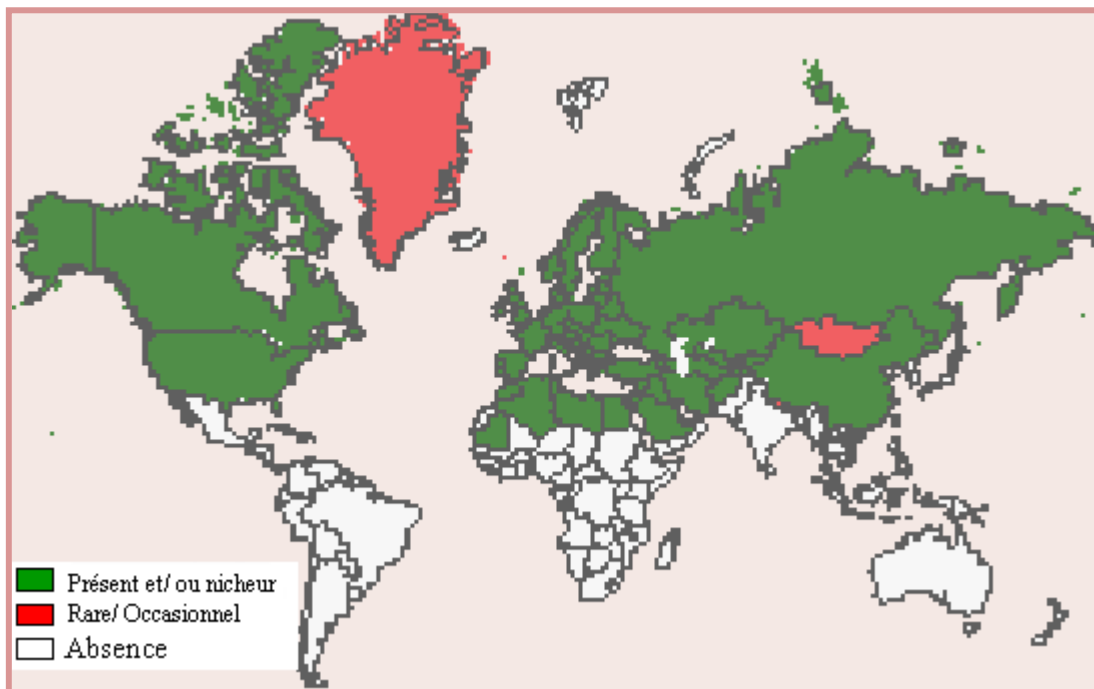 Présent et/ ou nicheur
Rare/ Occasionnel
Absence